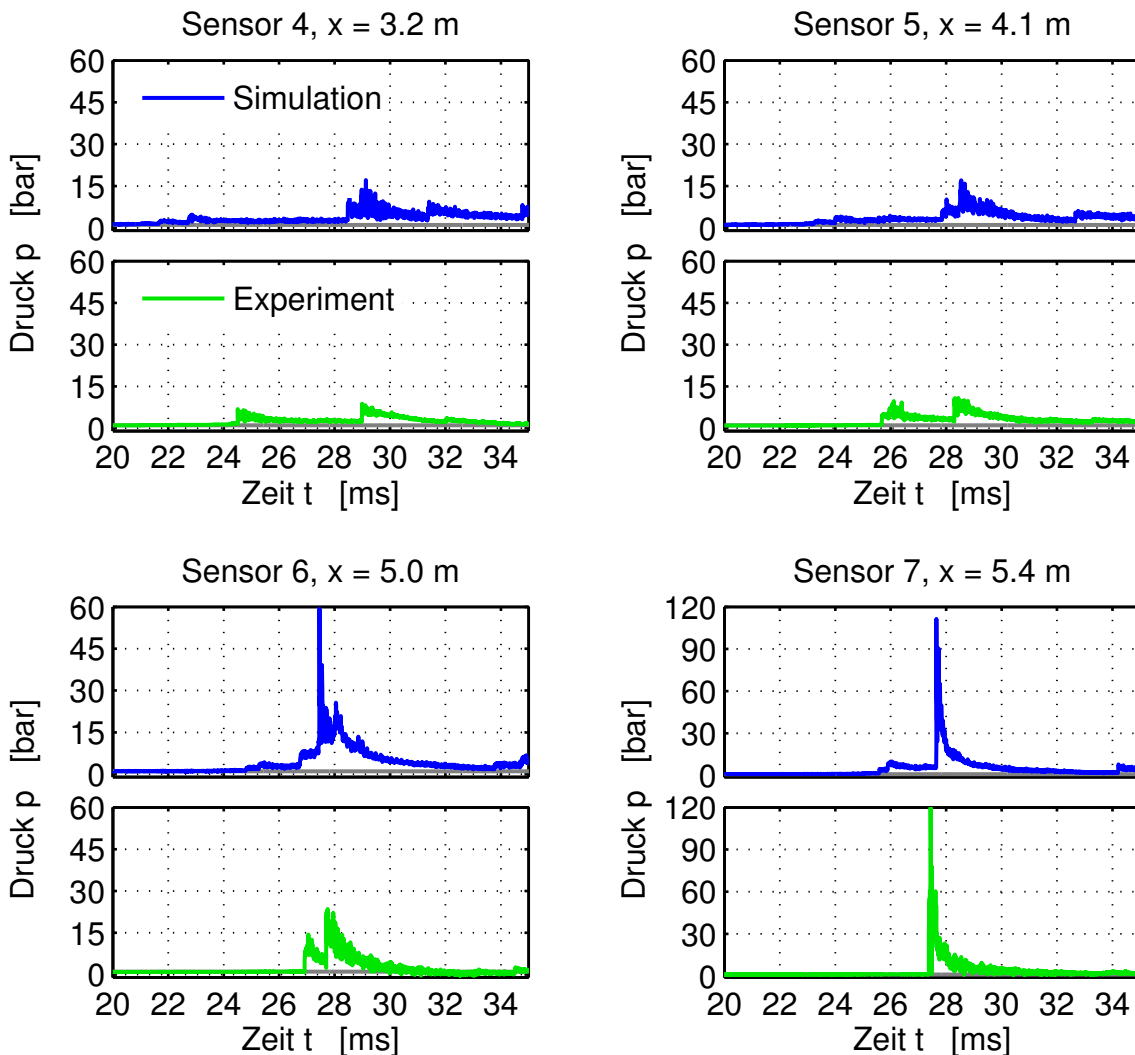 Sensor 4, x = 3.2 m
60
45
30
15
0
Simulation
60
45
30
15
0
Experiment
20 22 24 26 28 30 32 34
Zeit t [ms]
Druck p [bar]
Sensor 5, x = 4.1 m
60
45
30
15
0
60
45
30
15
0
20 22 24 26 28 30 32 34
Zeit t [ms]
Druck p [bar]
Sensor 6, x = 5.0 m
60
45
30
15
0
60
45
30
15
0
20 22 24 26 28 30 32 34
Zeit t [ms]
Druck p [bar]
Sensor 7, x = 5.4 m
120
90
60
30
0
120
90
60
30
0
20 22 24 26 28 30 32 34
Zeit t [ms]
Druck p [bar]